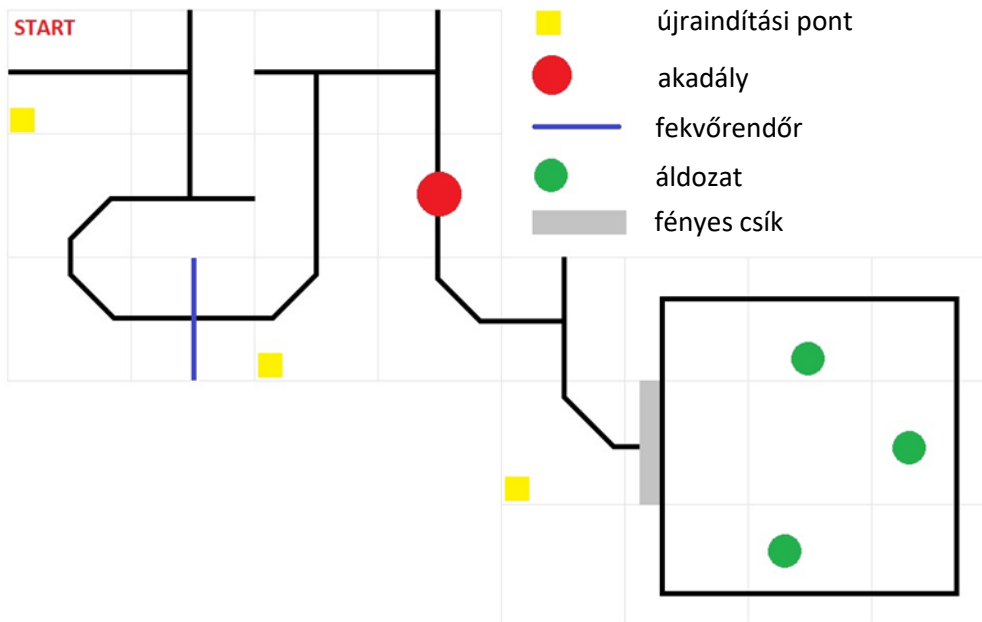 START
újraindítási pont
akadály
fekvőrendőr
áldozat
fényes csík